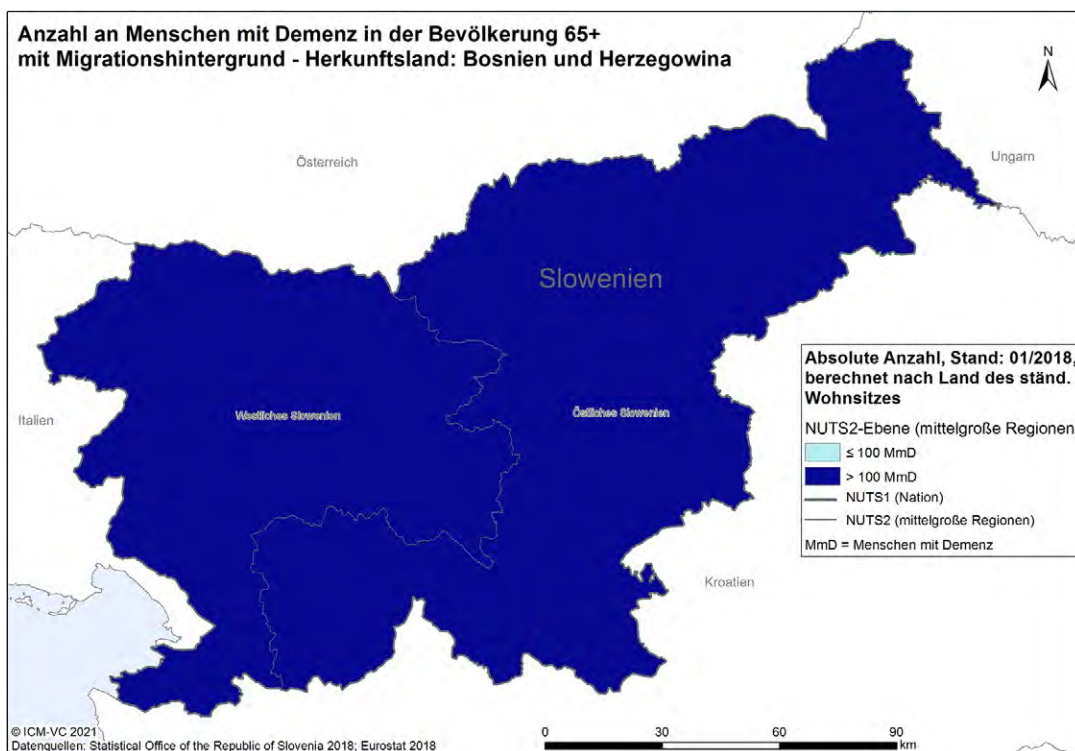 Anzahl an Menschen mit Demenz in der Bevölkerung 65+
mit Migrationshintergrund - Herkunftsland: Bosnien und Herzegowina
N
Österreich
Ungarn
Slowenien
Italien
Westliches Slowenien
Östliches Slowenien
Kroatien
Absolute Anzahl, Stand: 01/2018,
berechnet nach Land des ständ.
Wohnsitzes
NUTS2-Ebene (mittelgroße Regionen
≤ 100 MmD
> 100 MmD
NUTS1 (Nation)
NUTS2 (mittelgroße Regionen)
MmD = Menschen mit Demenz
© ICM-VC 2021
Datenquellen: Statistical Office of the Republic of Slovenia 2018; Eurostat 2018
0 30 60 90
km